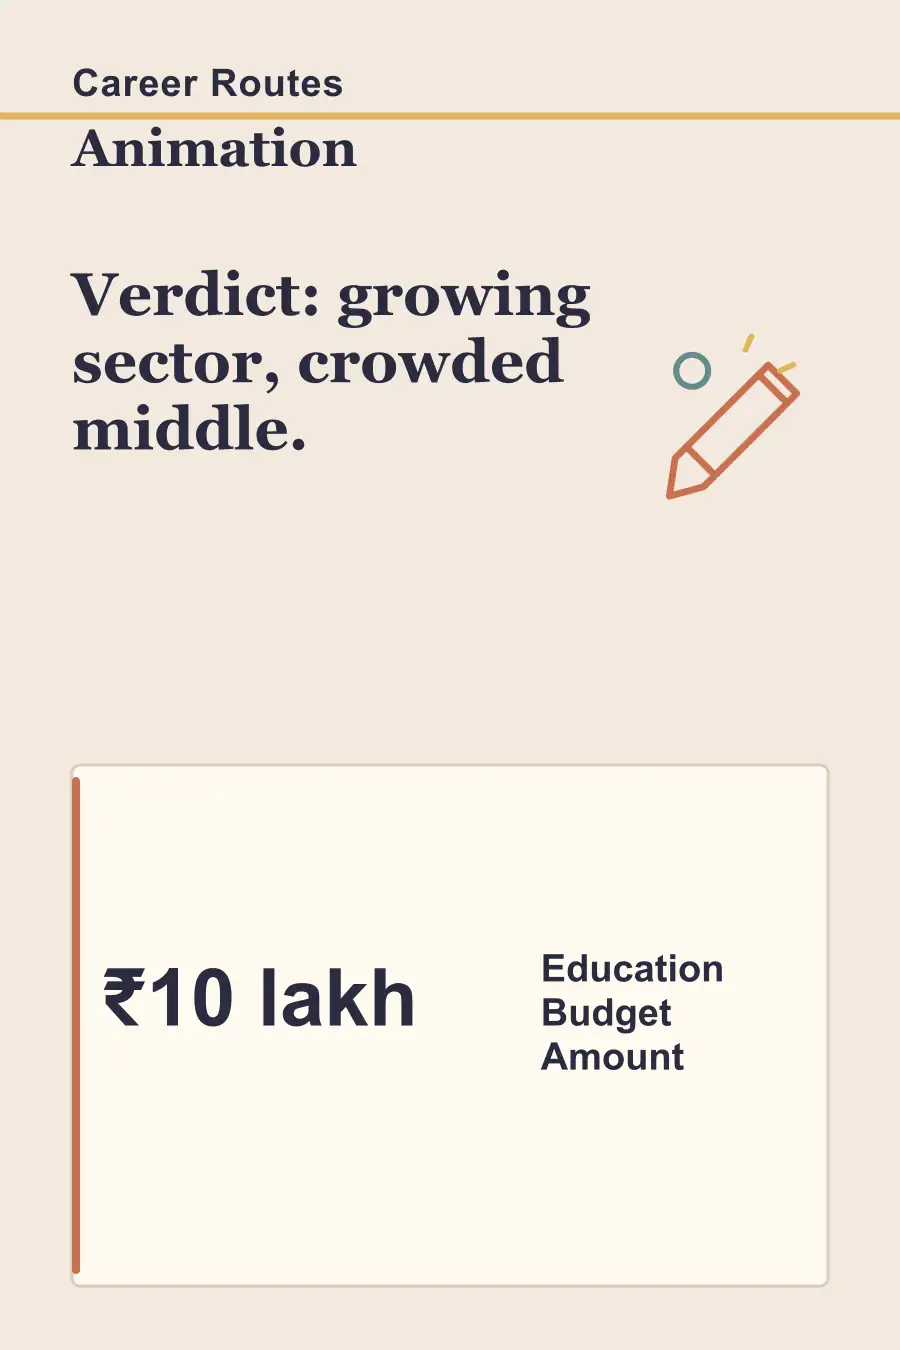 Career Routes
Animation
Verdict: growing
sector, crowded
middle.
₹10 lakh
Education
Budget
Amount